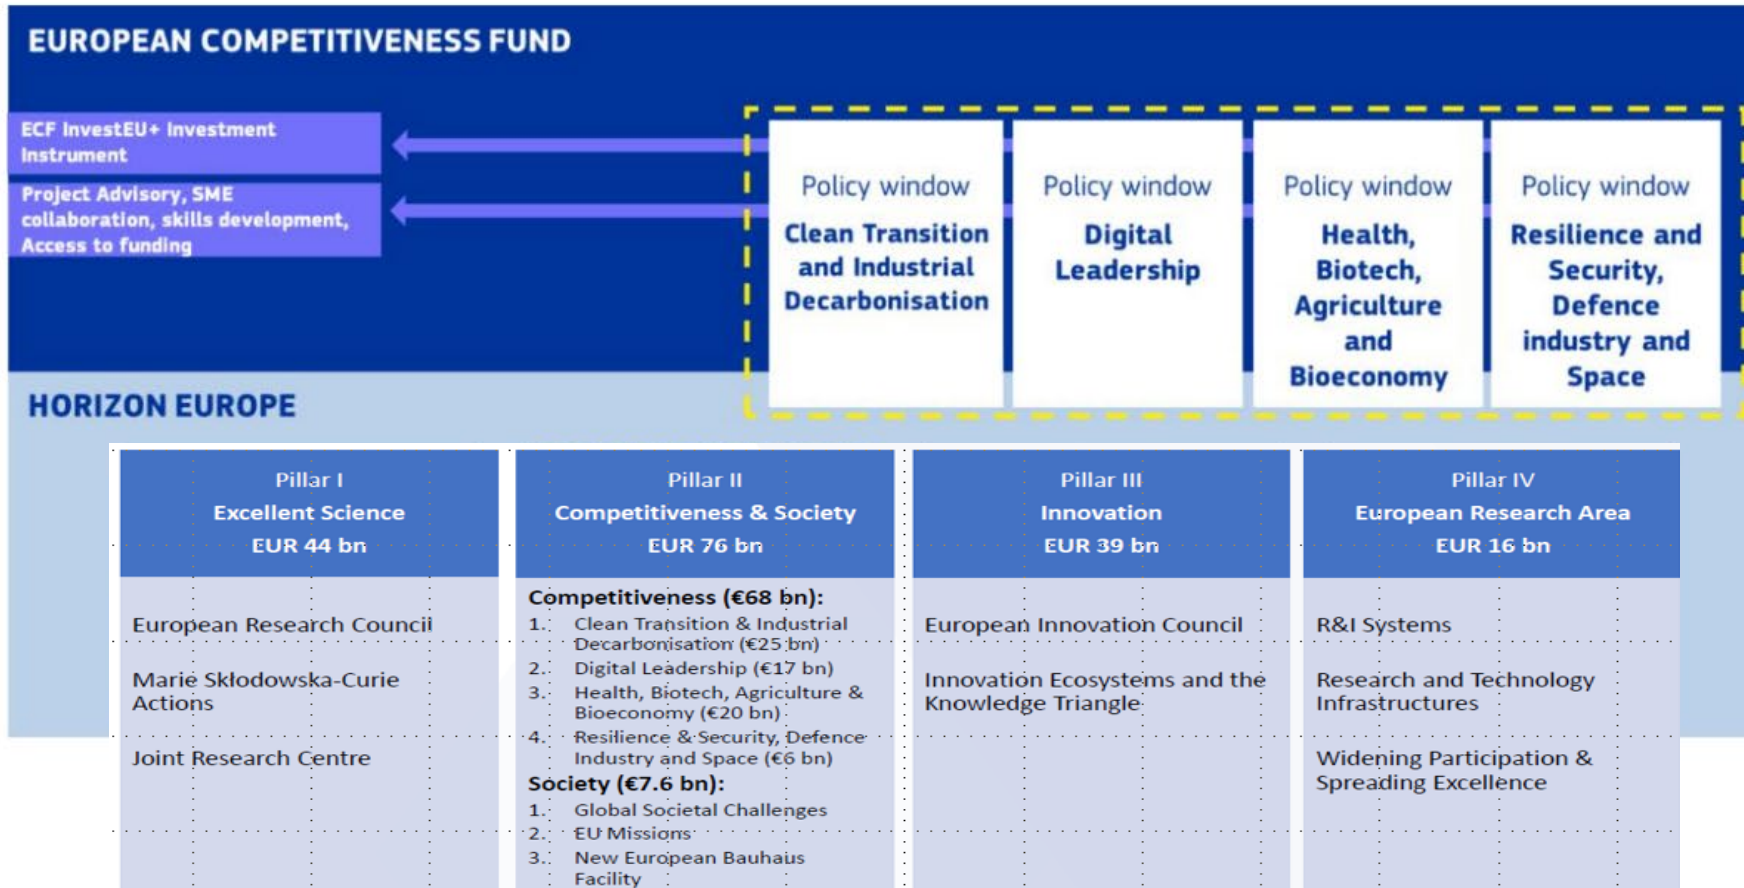 EUROPEAN COMPETITIVENESS FUND
ECF InvestEU+ Investment
Instrument
Project Advisory, SME
collaboration, skills development,
Access to funding
Policy window
Clean Transition
and Industrial
Decarbonisation
Policy window
Digital
Leadership
Policy window
Health,
Biotech,
Agriculture
and
Bioeconomy
Policy window
Resilience and
Security,
Defence
industry and
Space
HORIZON EUROPE
Pillar I
Excellent Science
EUR 44 bn
European Research Council
Marie Skłodowska-Curie
Actions
Joint Research Centre
Pillar II
Competitiveness & Society
EUR 76 bn
Competitiveness (€68 bn):
1. Clean Transition & Industrial
Decarbonisation (€25 bn)
2. Digital Leadership (€17 bn)
3. Health, Biotech, Agriculture &
Bioeconomy (€20 bn)
4. Resilience & Security, Defence
Industry and Space (€6 bn)
Society (€7.6 bn):
1. Global Societal Challenges
2. EU Missions
3. New European Bauhaus
Facility
Pillar III
Innovation
EUR 39 bn
European Innovation Council
Innovation Ecosystems and the
Knowledge Triangle
Pillar IV
European Research Area
EUR 16 bn
R&I Systems
Research and Technology
Infrastructures
Widening Participation &
Spreading Excellence